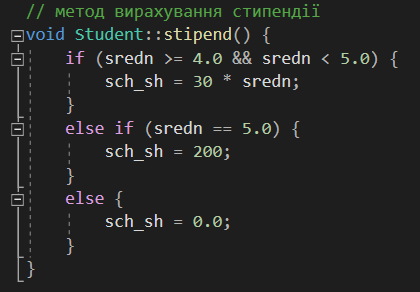 // метод вирахування стипендії
void Student::stipend() {
if (sredn >= 4.0 && sredn < 5.0) {
sch_sh = 30 * sredn;
}
else if (sredn == 5.0) {
sch_sh = 200;
}
else {
sch_sh = 0.0;
}
}